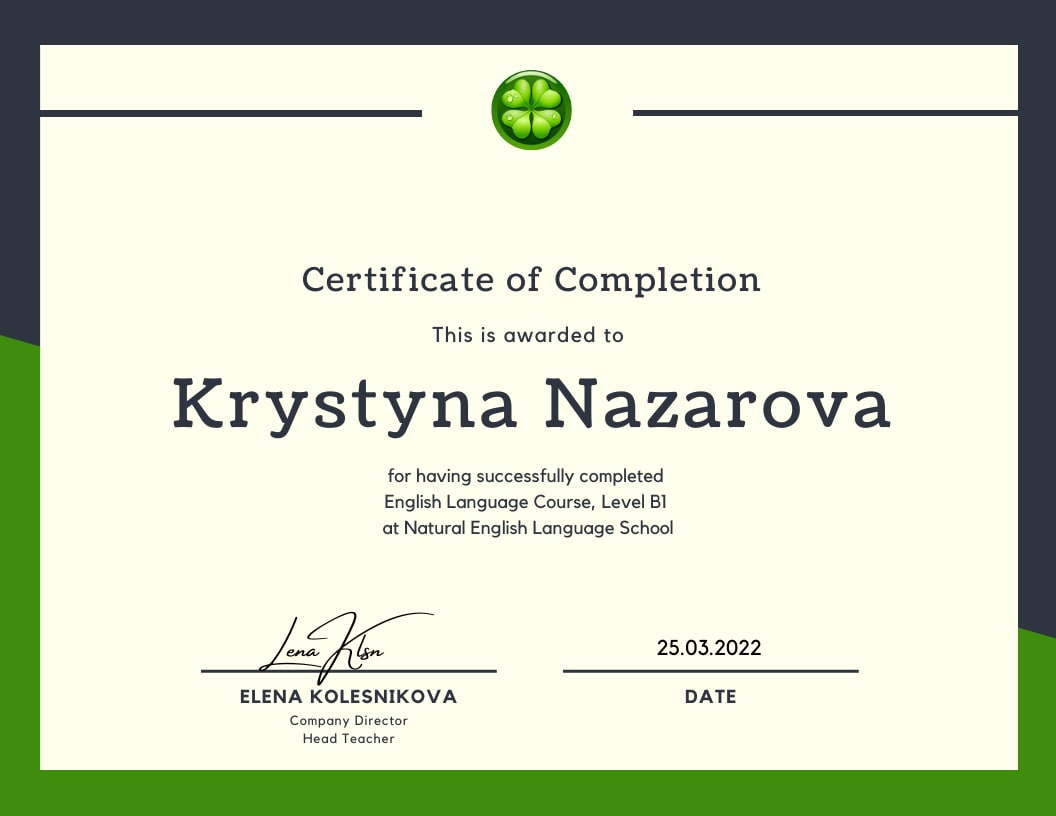 Certificate of Completion
This is awarded to
Krystyna Nazarova
for having successfully completed
English Language Course, Level B1
at Natural English Language School
Lena Klsn
25.03.2022
ELENA KOLESNIKOVA
DATE
Company Director
Head Teacher